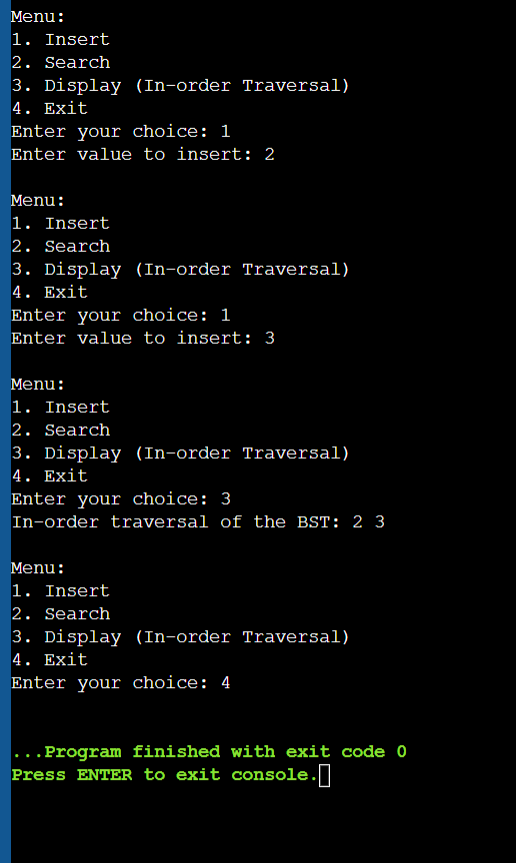 Menu:
1. Insert
2. Search
3. Display (In-order Traversal)
4. Exit
Enter your choice: 1
Enter value to insert: 2
Menu:
1. Insert
2. Search
3. Display (In-order Traversal)
4. Exit
Enter your choice: 1
Enter value to insert: 3
Menu:
1. Insert
2. Search
3. Display (In-order Traversal)
4. Exit
Enter your choice: 3
In-order traversal of the BST: 2 3
Menu:
1. Insert
2. Search
3. Display (In-order Traversal)
4. Exit
Enter your choice: 4
...Program finished with exit code 0
Press ENTER to exit console.